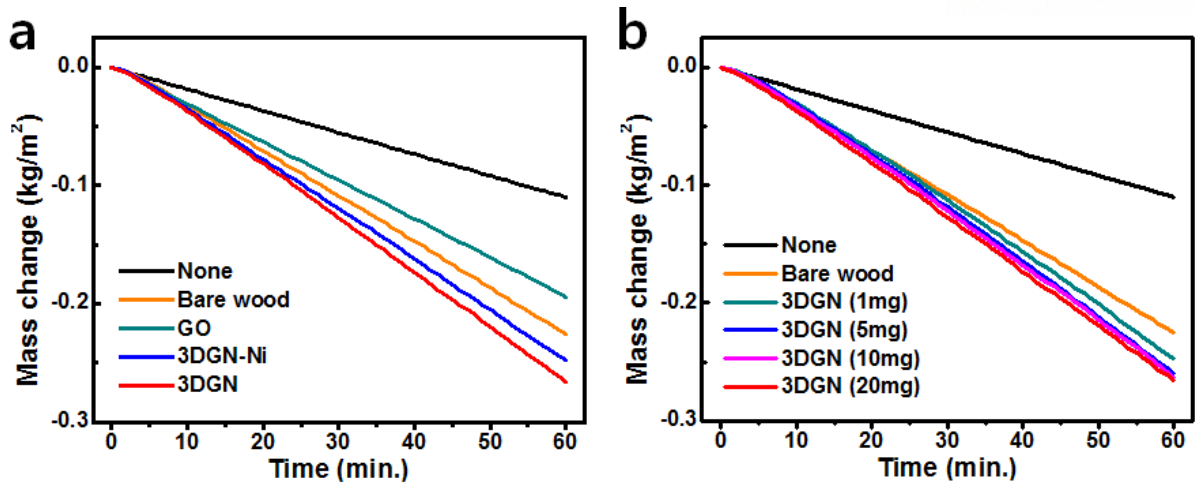 a
Mass change (kg/m²)
0.0
-0.1
-0.2
-0.3
None
Bare wood
GO
3DGN-Ni
3DGN
0 10 20 30 40 50 60
Time (min.)
b
Mass change (kg/m²)
0.0
-0.1
-0.2
-0.3
None
Bare wood
3DGN (1mg)
3DGN (5mg)
3DGN (10mg)
3DGN (20mg)
0 10 20 30 40 50 60
Time (min.)